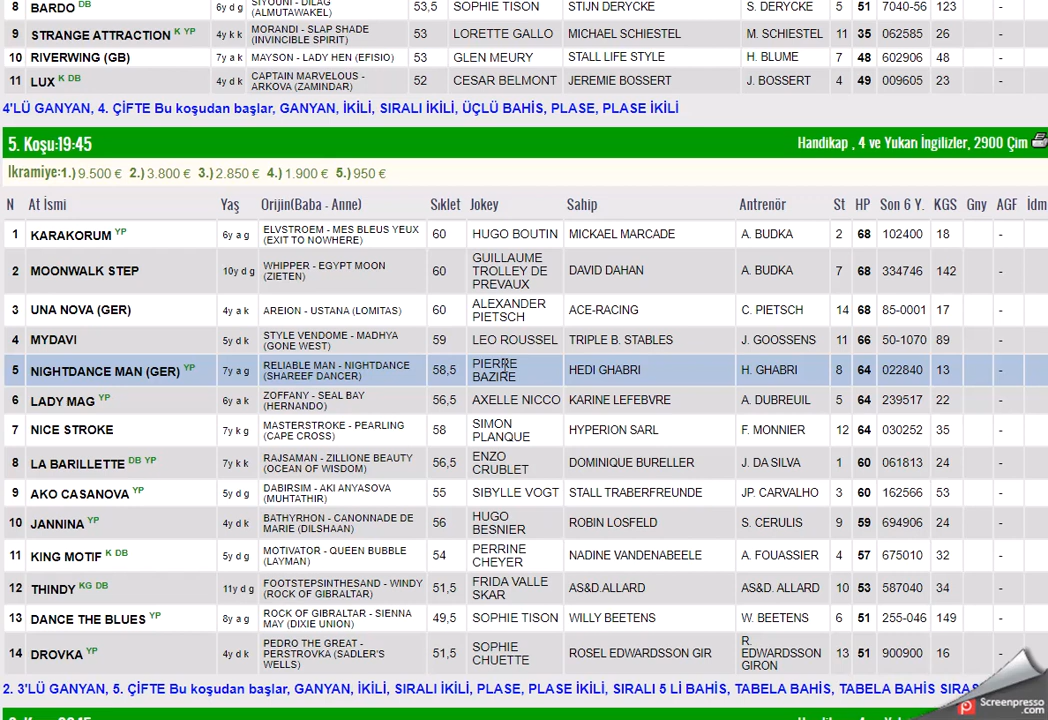 8 BARDO DB 6y d g SIYOUNI - DILAG (ALMUTAWAKEL) 53,5 SOPHIE TISON STIJN DERYCKE S. DERYCKE 5 51 7040-56 123 -
9 STRANGE ATTRACTION K YP 4y k k MORANDI - SLAP SHADE (INVINCIBLE SPIRIT) 53 LORETTE GALLO MICHAEL SCHIESTEL M. SCHIESTEL 11 35 062585 26 -
10 RIVERWING (GB) 7y a k MAYSON - LADY HEN (EFISIO) 53 GLEN MEURY STALL LIFE STYLE H. BLUME 7 48 602906 48 -
11 LUX K DB 4y d k CAPTAIN MARVELOUS - ARKOVA (ZAMINDAR) 52 CESAR BELMONT JEREMIE BOSSERT J. BOSSERT 4 49 009605 23 -
4'LÜ GANYAN, 4. ÇİFTE Bu koşudan başlar, GANYAN, İKİLİ, SIRALI İKİLİ, ÜÇLÜ BAHİS, PLASE, PLASE İKİLİ
5. Koşu:19:45 Handikap , 4 ve Yukarı İngilizler, 2900 Çim
İkramiye:1.) 9.500 € 2.) 3.800 € 3.) 2.850 € 4.) 1.900 € 5.) 950 €
N At İsmi Yaş Orijin(Baba - Anne) Sıklet Jokey Sahip Antrenör St HP Son 6 Y. KGS Gny AGF İdm
1 KARAKORUM YP 6y a g ELVSTROEM - MES BLEUS YEUX (EXIT TO NOWHERE) 60 HUGO BOUTIN MICKAEL MARCADE A. BUDKA 2 68 102400 18 -
2 MOONWALK STEP 10y d g WHIPPER - EGYPT MOON (ZIETEN) 60 GUILLAUME TROLLEY DE PREVAUX DAVID DAHAN A. BUDKA 7 68 334746 142 -
3 UNA NOVA (GER) 4y a k AREION - USTANA (LOMITAS) 60 ALEXANDER PIETSCH ACE-RACING C. PIETSCH 14 68 85-0001 17 -
4 MYDAVI 5y d k STYLE VENDOME - MADHYA (GONE WEST) 59 LEO ROUSSEL TRIPLE B. STABLES J. GOOSSENS 11 66 50-1070 89 -
5 NIGHTDANCE MAN (GER) YP 7y a g RELIABLE MAN - NIGHTDANCE (SHAREEF DANCER) 58,5 PIERRE BAZIRE HEDI GHABRI H. GHABRI 8 64 022840 13 -
6 LADY MAG YP 6y a k ZOFFANY - SEAL BAY (HERNANDO) 56,5 AXELLE NICCO KARINE LEFEBVRE A. DUBREUIL 5 64 239517 22 -
7 NICE STROKE 7y k g MASTERSTROKE - PEARLING (CAPE CROSS) 58 SIMON PLANQUE HYPERION SARL F. MONNIER 12 64 030252 35 -
8 LA BARILLETTE DB YP 7y k k RAJSAMAN - ZILLIONE BEAUTY (OCEAN OF WISDOM) 56,5 ENZO CRUBLET DOMINIQUE BURELLER J. DA SILVA 1 60 061813 24 -
9 AKO CASANOVA YP 5y d g DABIRSIM - AKI ANYASOVA (MUHTATHIR) 55 SIBYLLE VOGT STALL TRABERFREUNDE JP. CARVALHO 3 60 162566 53 -
10 JANNINA YP 4y d k BATHYRHON - CANONNADE DE MARIE (DILSHAAN) 56 HUGO BESNIER ROBIN LOSFELD S. CERULIS 9 59 694906 24 -
11 KING MOTIF K DB 5y d g MOTIVATOR - QUEEN BUBBLE (LAYMAN) 54 PERRINE CHEYER NADINE VANDENABEELE A. FOUASSIER 4 57 675010 32 -
12 THINDY KG DB 11y d g FOOTSTEPSINTHESAND - WINDY (ROCK OF GIBRALTAR) 51,5 FRIDA VALLE SKAR AS&D.ALLARD AS&D. ALLARD 10 53 587040 34 -
13 DANCE THE BLUES YP 8y a g ROCK OF GIBRALTAR - SIENNA MAY (DIXIE UNION) 49,5 SOPHIE TISON WILLY BEETENS W. BEETENS 6 51 255-046 149 -
14 DROVKA YP 4y d k PEDRO THE GREAT - PERSTROVKA (SADLER'S WELLS) 51,5 SOPHIE CHUETTE ROSEL EDWARDSSON GIR R. EDWARDSSON GIRON 13 51 900900 16 -
2. 3'LÜ GANYAN, 5. ÇİFTE Bu koşudan başlar, GANYAN, İKİLİ, SIRALI İKİLİ, PLASE, PLASE İKİLİ, SIRALI 5 Lİ BAHİS, TABELA BAHİS, TABELA BAHİS SIRAS
Screenpresso
.com